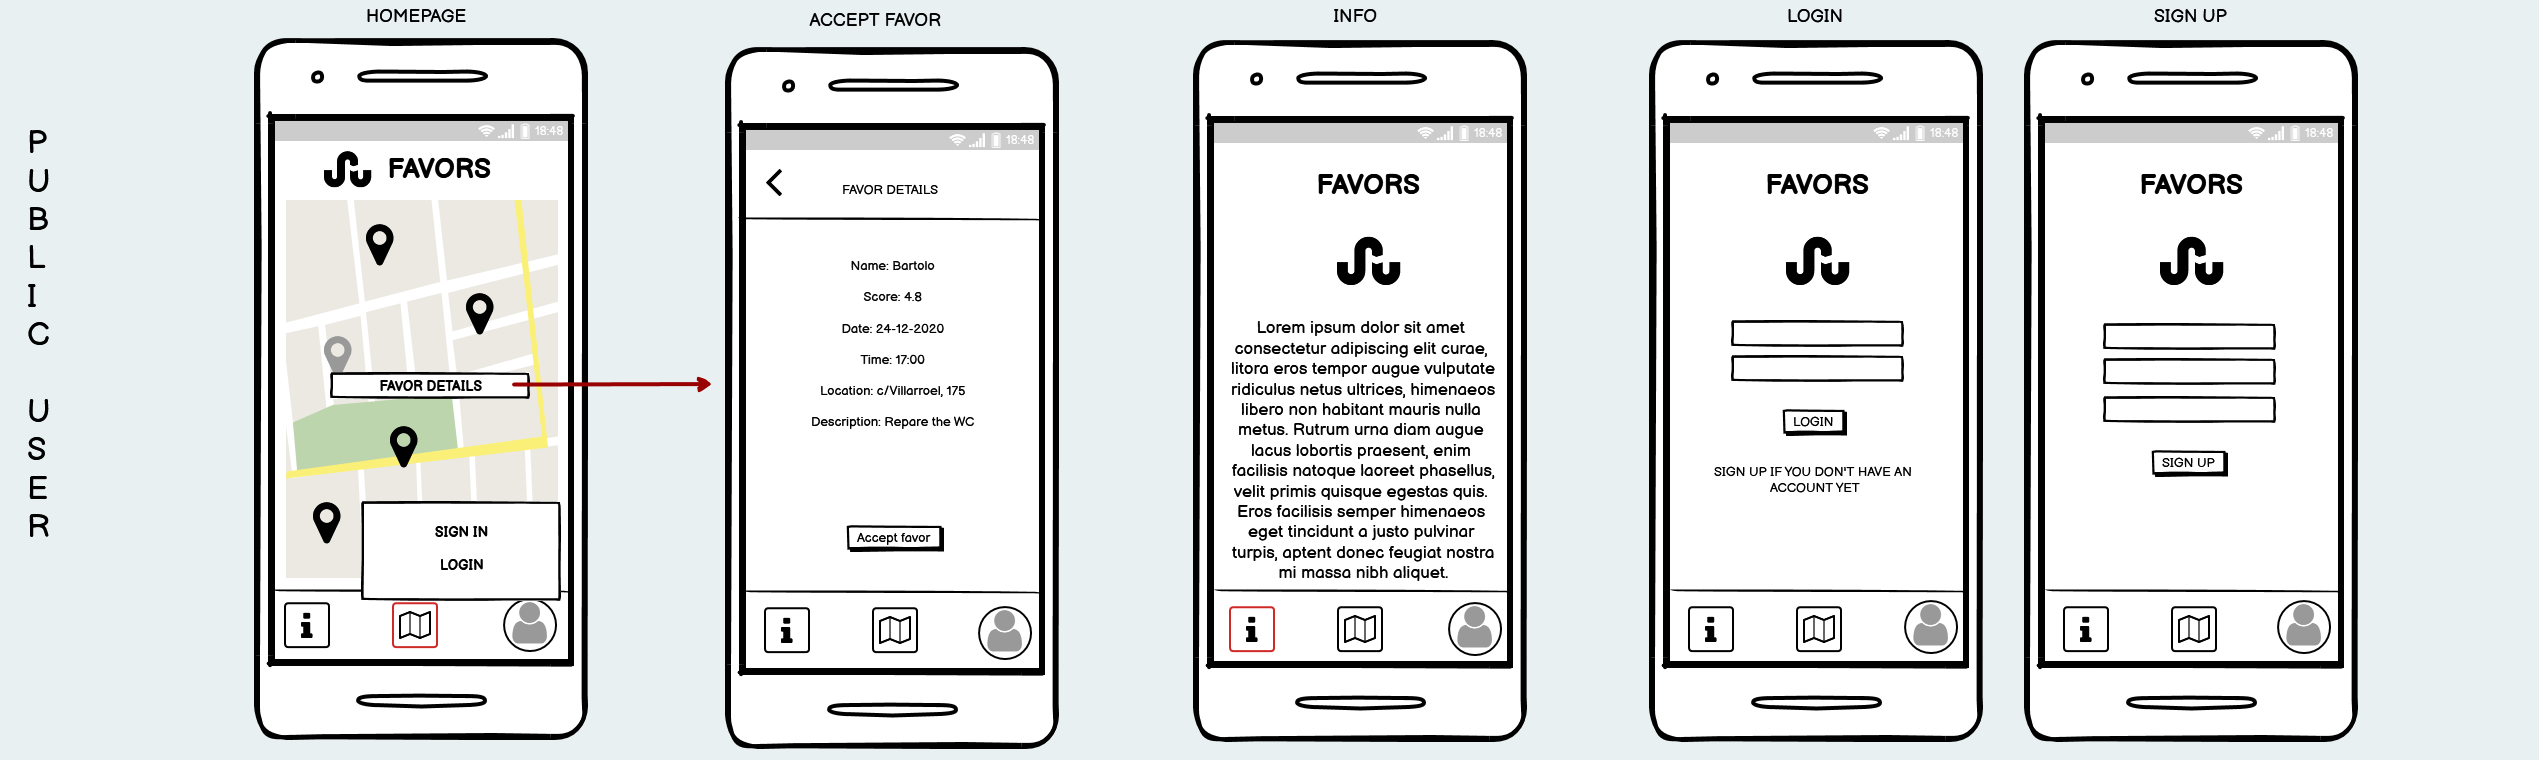 PUBLIC USER
HOMEPAGE
18:48
FAVORS
FAVOR DETAILS
SIGN IN
LOGIN
i
ACCEPT FAVOR
18:48
FAVOR DETAILS
Name: Bartolo
Score: 4.8
Date: 24-12-2020
Time: 17:00
Location: c/Villarroel, 175
Description: Repare the WC
Accept favor
i
INFO
18:48
FAVORS
Lorem ipsum dolor sit amet
consectetur adipiscing elit curae,
litora eros tempor augue vulputate
ridiculus netus ultrices, himenaeos
libero non habitant mauris nulla
metus. Rutrum urna diam augue
lacus lobortis praesent, enim
facilisis natoque laoreet phasellus,
velit primis quisque egestas quis.
Eros facilisis semper himenaeos
eget tincidunt a justo pulvinar
turpis, aptent donec feugiat nostra
mi massa nibh aliquet.
i
LOGIN
18:48
FAVORS
LOGIN
SIGN UP IF YOU DON'T HAVE AN
ACCOUNT YET
i
SIGN UP
18:48
FAVORS
SIGN UP
i